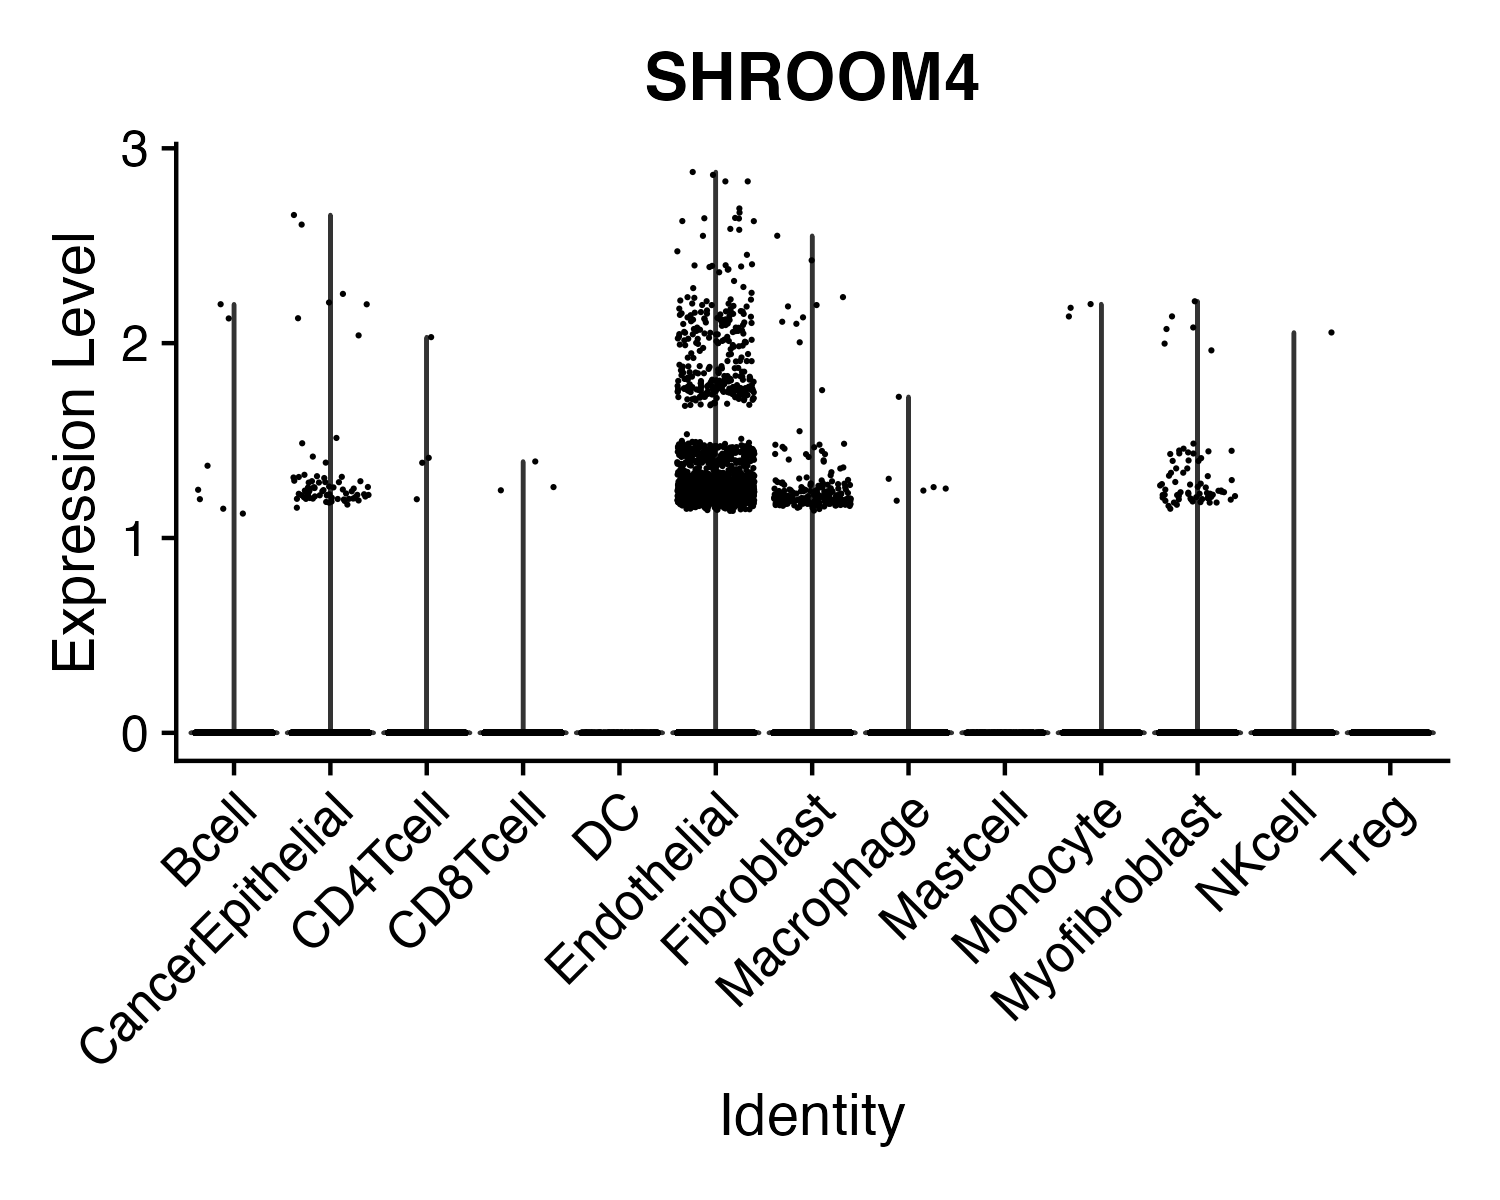 SHROOM4
Expression Level
3
2
1
0
Bcell
CancerEpithelial
CD4Tcell
CD8Tcell
DC
Endothelial
Fibroblast
Macrophage
Mastcell
Monocyte
Myofibroblast
NKcell
Treg
Identity